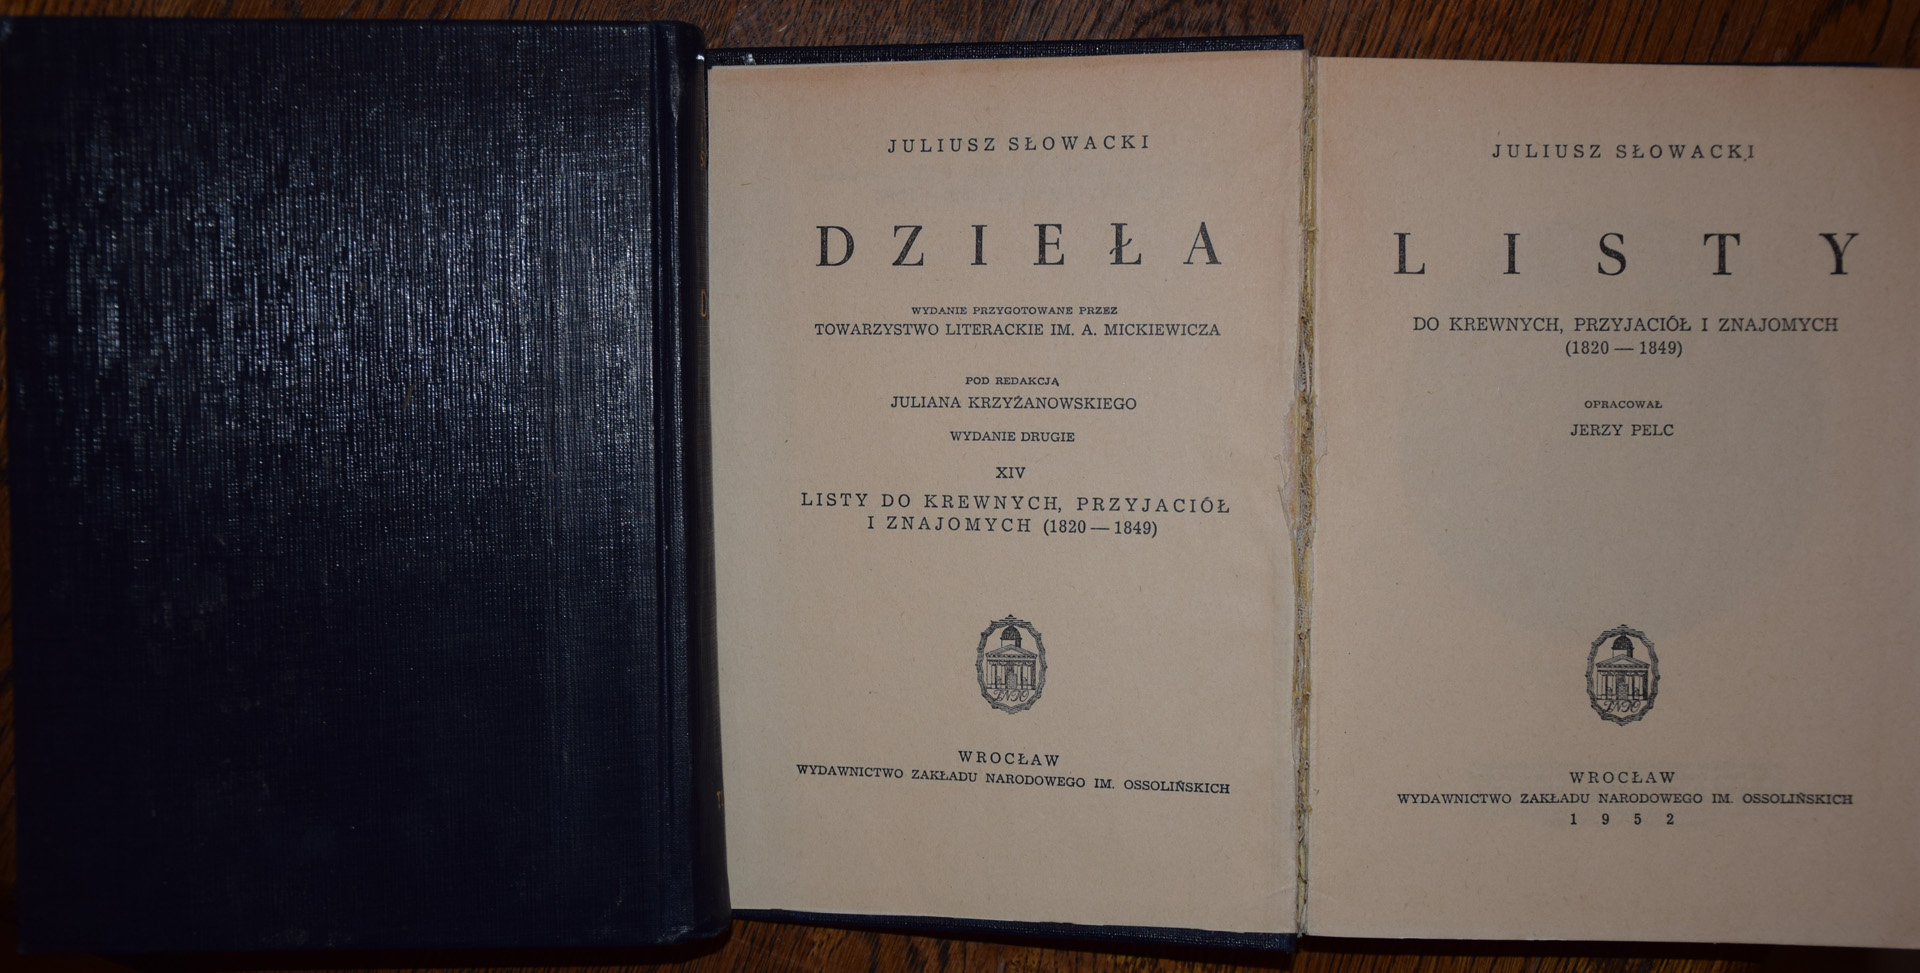 JULIUSZ SŁOWACKI
DZIEŁA
WYDANIE PRZYGOTOWANE PRZEZ
TOWARZYSTWO LITERACKIE IM. A. MICKIEWICZA
POD REDAKCJĄ
JULIANA KRZYŻANOWSKIEGO
WYDANIE DRUGIE
XIV
LISTY DO KREWNYCH, PRZYJACIÓŁ
I ZNAJOMYCH (1820 — 1849)
WROCŁAW
WYDAWNICTWO ZAKŁADU NARODOWEGO IM. OSSOLIŃSKICH
JULIUSZ SŁOWACKI
LISTY
DO KREWNYCH, PRZYJACIÓŁ I ZNAJOMYCH
(1820 — 1849)
OPRACOWAŁ
JERZY PELC
WROCŁAW
WYDAWNICTWO ZAKŁADU NARODOWEGO IM. OSSOLIŃSKICH
1952